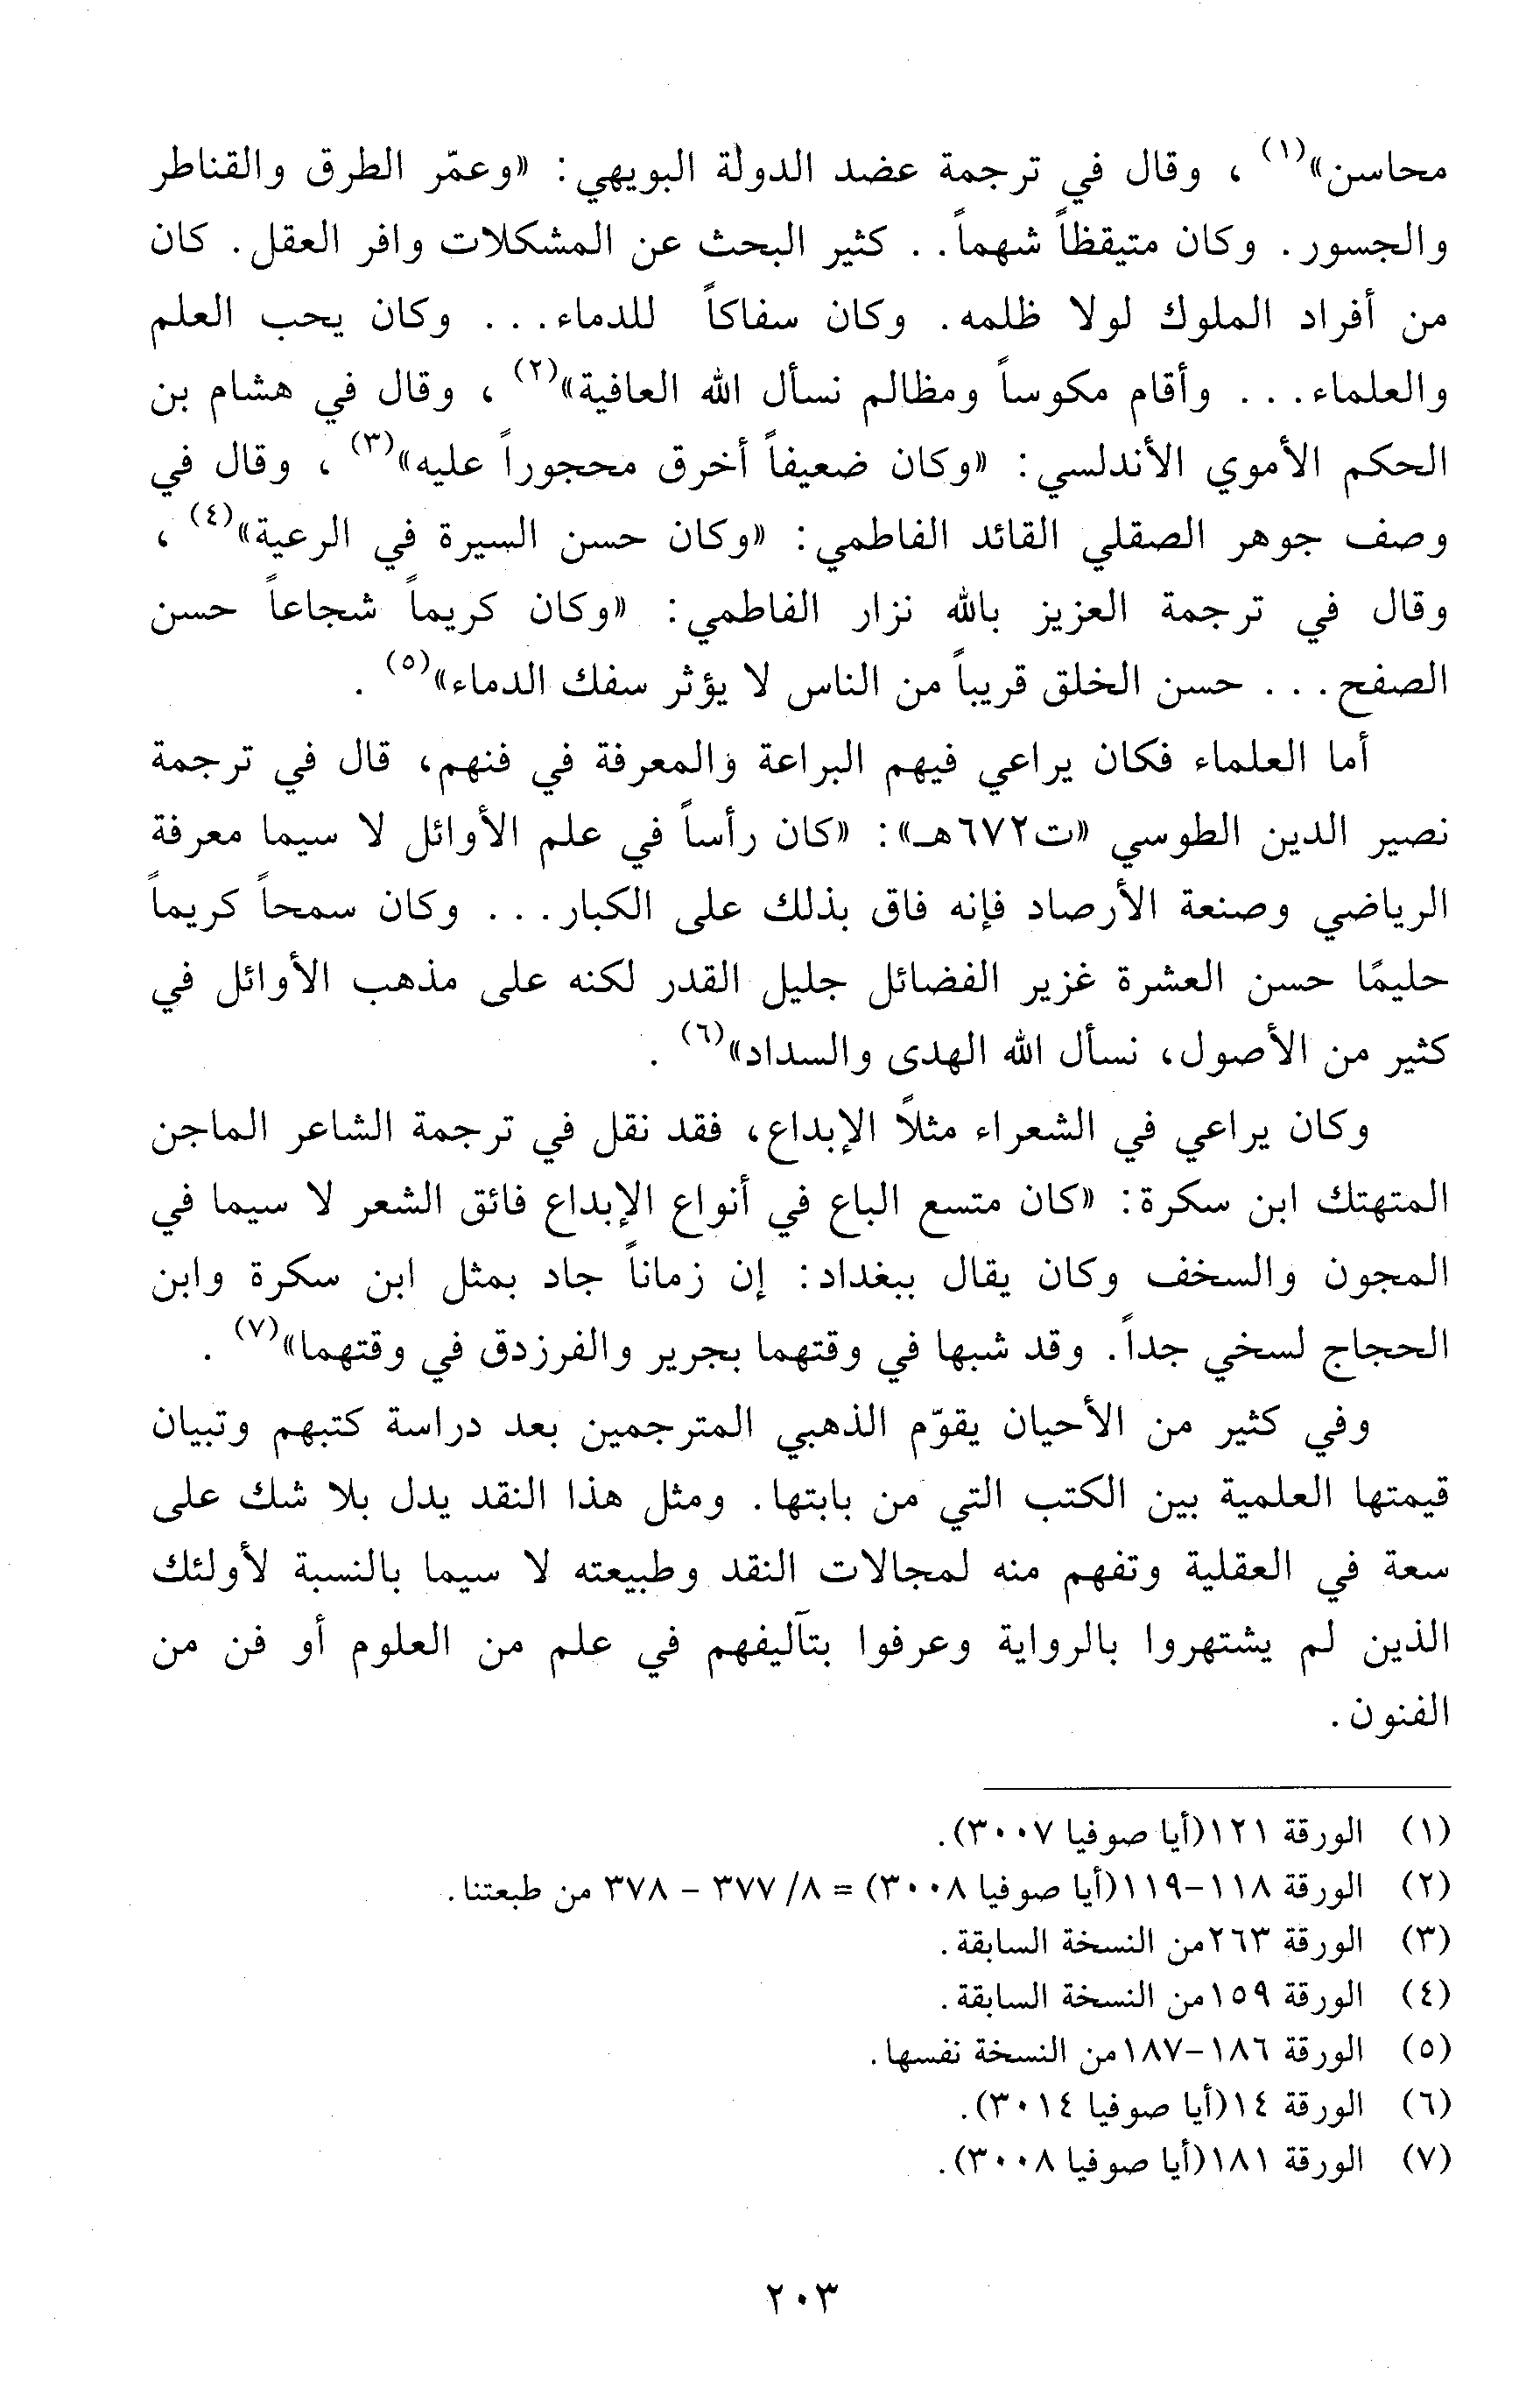 محاسن»(١) ، وقال في ترجمة عضد الدولة البويهي: «وعمّر الطرق والقناطر
والجسور. وكان متيقظاً شهماً. . كثير البحث عن المشكلات وافر العقل. كان
من أفراد الملوك لولا ظلمه. وكان سفاكاً للدماء. . . وكان يحب العلم
والعلماء. . . وأقام مكوساً ومظالم نسأل الله العافية»(٢) ، وقال في هشام بن
الحكم الأموي الأندلسي: «وكان ضعيفاً أخرق محجوراً عليه»(٣) ، وقال في
وصف جوهر الصقلي القائد الفاطمي: «وكان حسن السيرة في الرعية»(٤) ،
وقال في ترجمة العزيز بالله نزار الفاطمي: «وكان كريماً شجاعاً حسن
الصفح. . . حسن الخلق قريباً من الناس لا يؤثر سفك الدماء»(٥) .
أما العلماء فكان يراعي فيهم البراعة والمعرفة في فنهم، قال في ترجمة
نصير الدين الطوسي «ت٦٧٢هـ»: «كان رأساً في علم الأوائل لا سيما معرفة
الرياضي وصنعة الأرصاد فإنه فاق بذلك على الكبار. . . وكان سمحاً كريماً
حليمًا حسن العشرة غزير الفضائل جليل القدر لكنه على مذهب الأوائل في
كثير من الأصول، نسأل الله الهدى والسداد»(٦) .
وكان يراعي في الشعراء مثلاً الإبداع، فقد نقل في ترجمة الشاعر الماجن
المتهتك ابن سكرة: «كان متسع الباع في أنواع الإبداع فائق الشعر لا سيما في
المجون والسخف وكان يقال ببغداد: إن زماناً جاد بمثل ابن سكرة وابن
الحجاج لسخي جداً. وقد شبها في وقتهما بجرير والفرزدق في وقتهما»(٧) .
وفي كثير من الأحيان يقوّم الذهبي المترجمين بعد دراسة كتبهم وتبيان
قيمتها العلمية بين الكتب التي من بابتها. ومثل هذا النقد يدل بلا شك على
سعة في العقلية وتفهم منه لمجالات النقد وطبيعته لا سيما بالنسبة لأولئك
الذين لم يشتهروا بالرواية وعرفوا بتآليفهم في علم من العلوم أو فن من
الفنون.
(١) الورقة ١٢١(أيا صوفيا ٣٠٠٧).
(٢) الورقة ١١٨-١١٩(أيا صوفيا ٣٠٠٨) = ٨/ ٣٧٧ - ٣٧٨ من طبعتنا.
(٣) الورقة ٢٦٣من النسخة السابقة.
(٤) الورقة ١٥٩من النسخة السابقة.
(٥) الورقة ١٨٦-١٨٧من النسخة نفسها.
(٦) الورقة ١٤(أيا صوفيا ٣٠١٤).
(٧) الورقة ١٨١(أيا صوفيا ٣٠٠٨).
٢٠٣